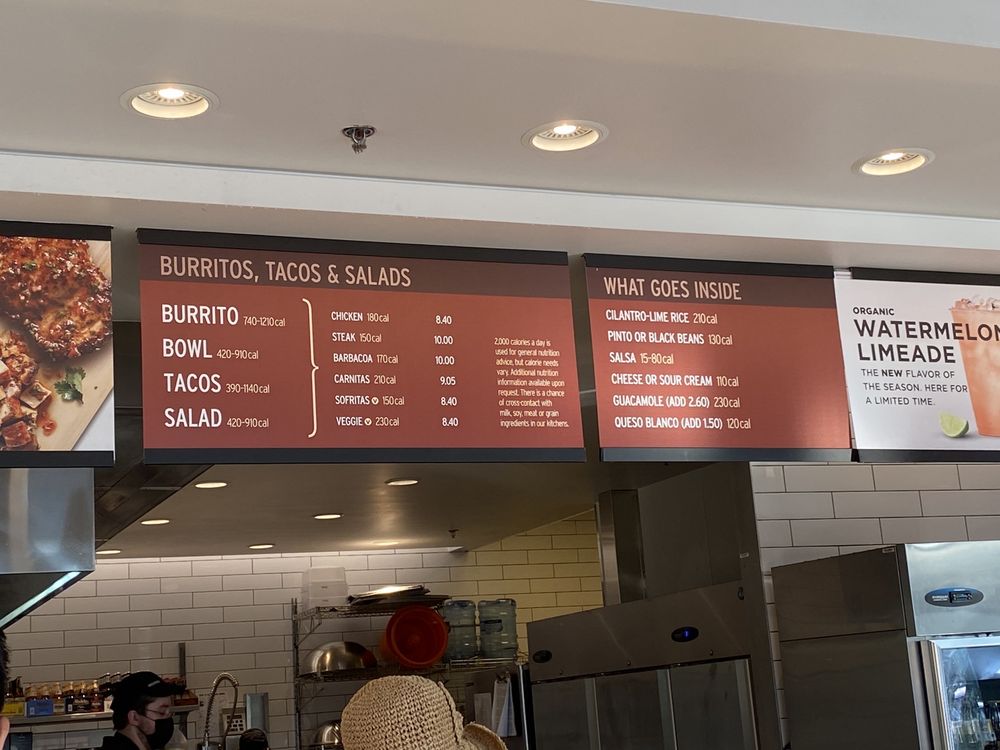 BURRITOS, TACOS & SALADS
BURRITO 740-1210 cal
BOWL 420-910 cal
TACOS 390-1140 cal
SALAD 420-910 cal
CHICKEN 180 cal 8.40
STEAK 150 cal 10.00
BARBACOA 170 cal 10.00
CARNITAS 210 cal 9.05
SOFRITAS 150 cal 8.40
VEGGIE 230 cal 8.40
2,000 calories a day is
used for general nutrition
advice, but calorie needs
vary. Additional nutrition
information available upon
request. There is a chance
of cross-contact with
milk, soy, meat or grain
ingredients in our kitchens.
WHAT GOES INSIDE
CILANTRO-LIME RICE 210 cal
PINTO OR BLACK BEANS 130 cal
SALSA 15-80 cal
CHEESE OR SOUR CREAM 110 cal
GUACAMOLE (ADD 2.60) 230 cal
QUESO BLANCO (ADD 1.50) 120 cal
ORGANIC
WATERMELON
LIMEADE
THE NEW FLAVOR OF
THE SEASON. HERE FOR
A LIMITED TIME.